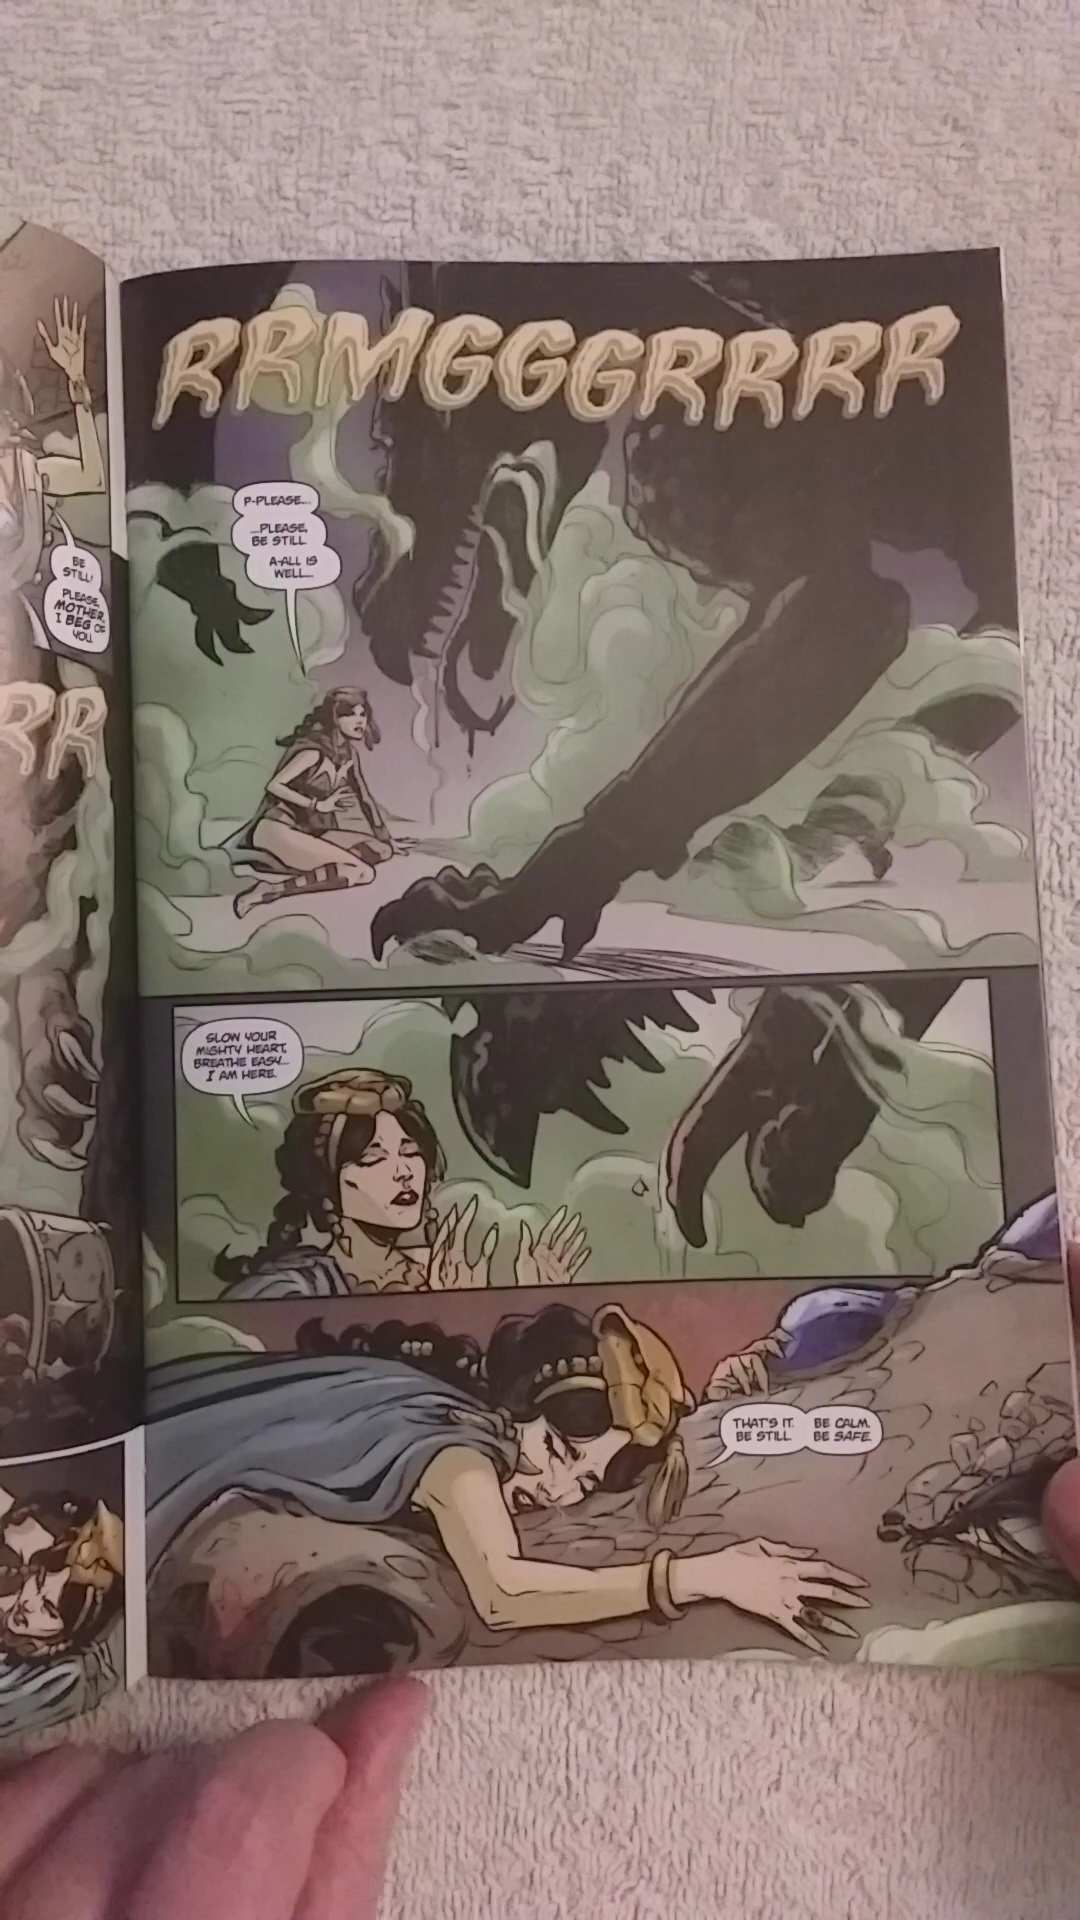 BE
STILL!
PLEASE,
MOTHER,
I BEG OF
YOU.
RR
RRMGGGRRRR
P-PLEASE...
...PLEASE,
BE STILL.
A-ALL IS
WELL...
SLOW YOUR
MIGHTY HEART,
BREATHE EASY...
I AM HERE.
THAT'S IT.
BE STILL.
BE CALM.
BE SAFE.